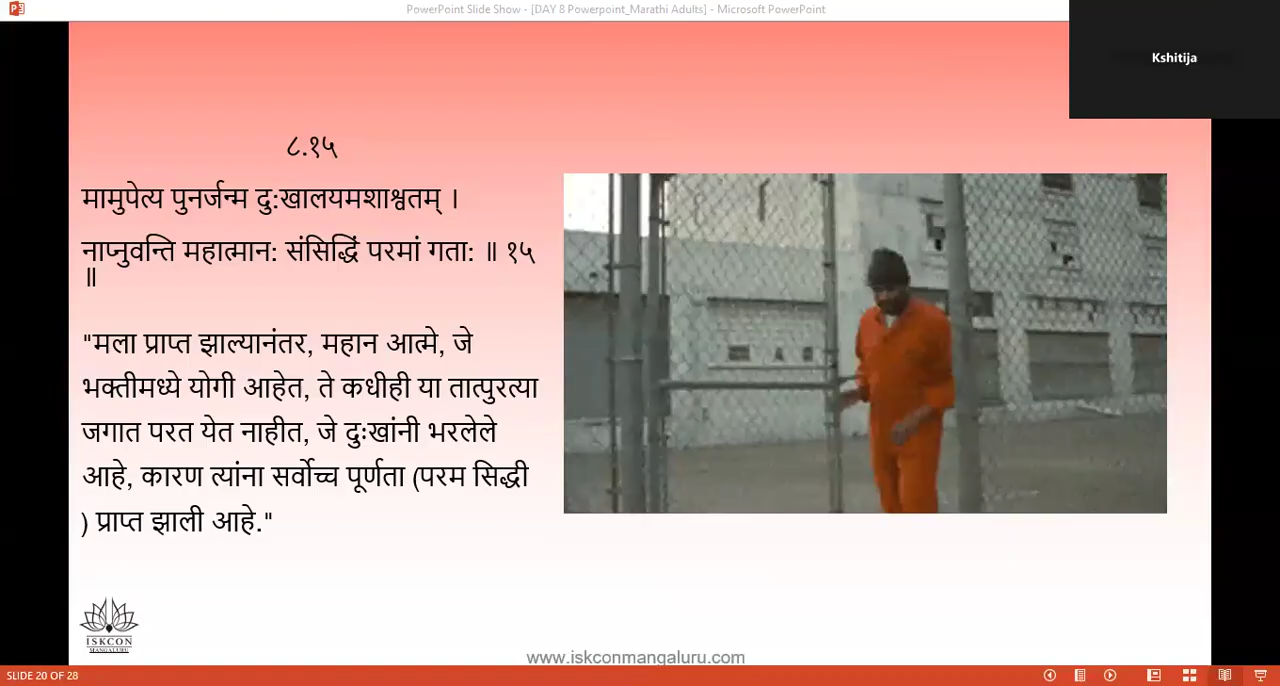 PowerPoint Slide Show - [DAY 8 Powerpoint_Marathi Adults] - Microsoft PowerPoint
Kshitija
८.१५
मामुपेत्य पुनर्जन्म दु:खालयमशाश्वतम् ।
नाप्नुवन्ति महात्मान: संसिद्धिं परमां गता: ॥ १५
॥
"मला प्राप्त झाल्यानंतर, महान आत्मे, जे
भक्तीमध्ये योगी आहेत, ते कधीही या तात्पुरत्या
जगात परत येत नाहीत, जे दुःखांनी भरलेले
आहे, कारण त्यांना सर्वोच्च पूर्णता (परम सिद्धी
) प्राप्त झाली आहे."
ISKCON
MANGALURU
www.iskconmangaluru.com
SLIDE 20 OF 28